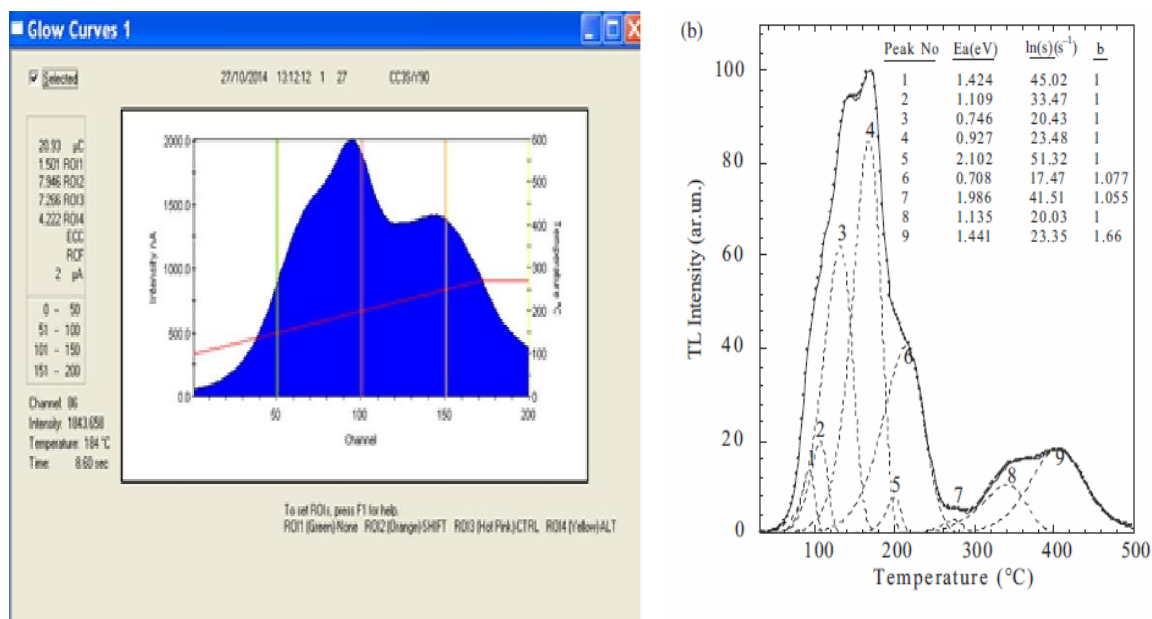 Glow Curves 1
Selected 27/10/2014 13:12:12 1 27 CC35/Y90
20.93 µC
1.501 ROI1
7.946 ROI2
7.266 ROI3
4.222 ROI4
ECC
RCF
2 µA
0 - 50
51 - 100
101 - 150
151 - 200
Channel: 86
Intensity: 1843.658
Temperature: 184 °C
Time: 8.60 sec
2000.0
1500.0
1000.0
500.0
0.0
Intensity nA
600
500
400
300
200
100
0
Temperature °C
50 100 150 200
Channel
To set ROIs, press F1 for help.
ROI1 (Green)-None ROI2 (Orange)-SHIFT ROI3 (Hot Pink)-CTRL ROI4 (Yellow)-ALT
(b)
Peak No Ea(eV) ln(s)(s⁻¹) b
1 1.424 45.02 1
2 1.109 33.47 1
3 0.746 20.43 1
4 0.927 23.48 1
5 2.102 51.32 1
6 0.708 17.47 1.077
7 1.986 41.51 1.055
8 1.135 20.03 1
9 1.441 23.35 1.66
TL Intensity (ar.un.)
100
80
60
40
20
0
4
3
6
2
1
5
7
8
9
100 200 300 400 500
Temperature (°C)